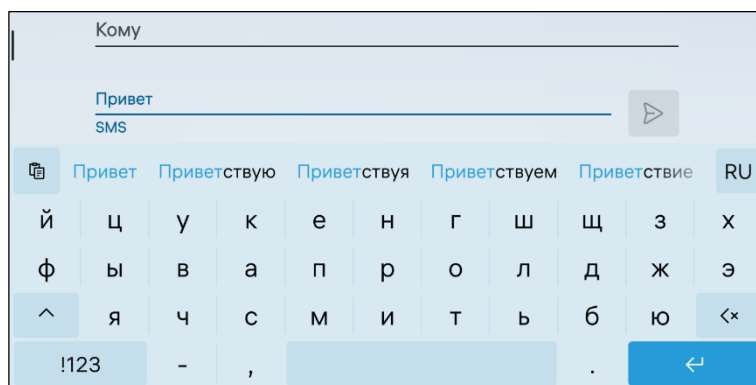 Кому
Привет
SMS
Привет Приветствую Приветствуя Приветствуем Приветствие RU
й ц у к е н г ш щ з х
ф ы в а п р о л д ж э
я ч с м и т ь б ю
!123 - , .